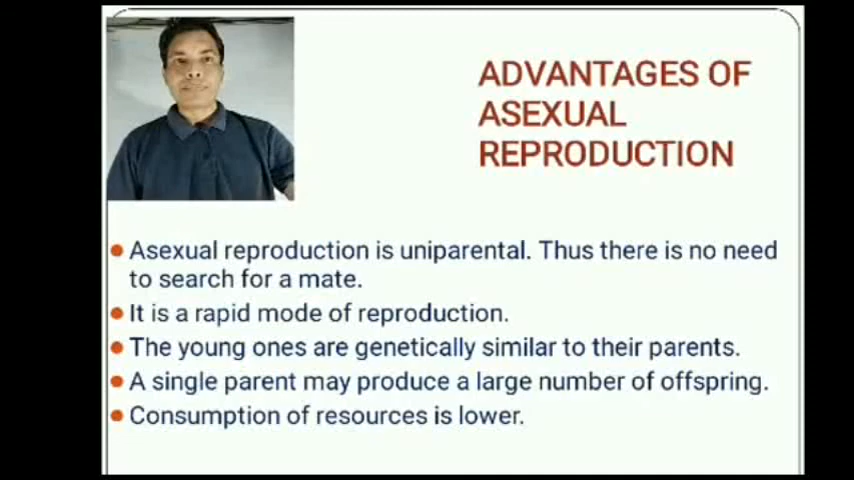 ADVANTAGES OF
ASEXUAL
REPRODUCTION
Asexual reproduction is uniparental. Thus there is no need
to search for a mate.
It is a rapid mode of reproduction.
The young ones are genetically similar to their parents.
A single parent may produce a large number of offspring.
Consumption of resources is lower.